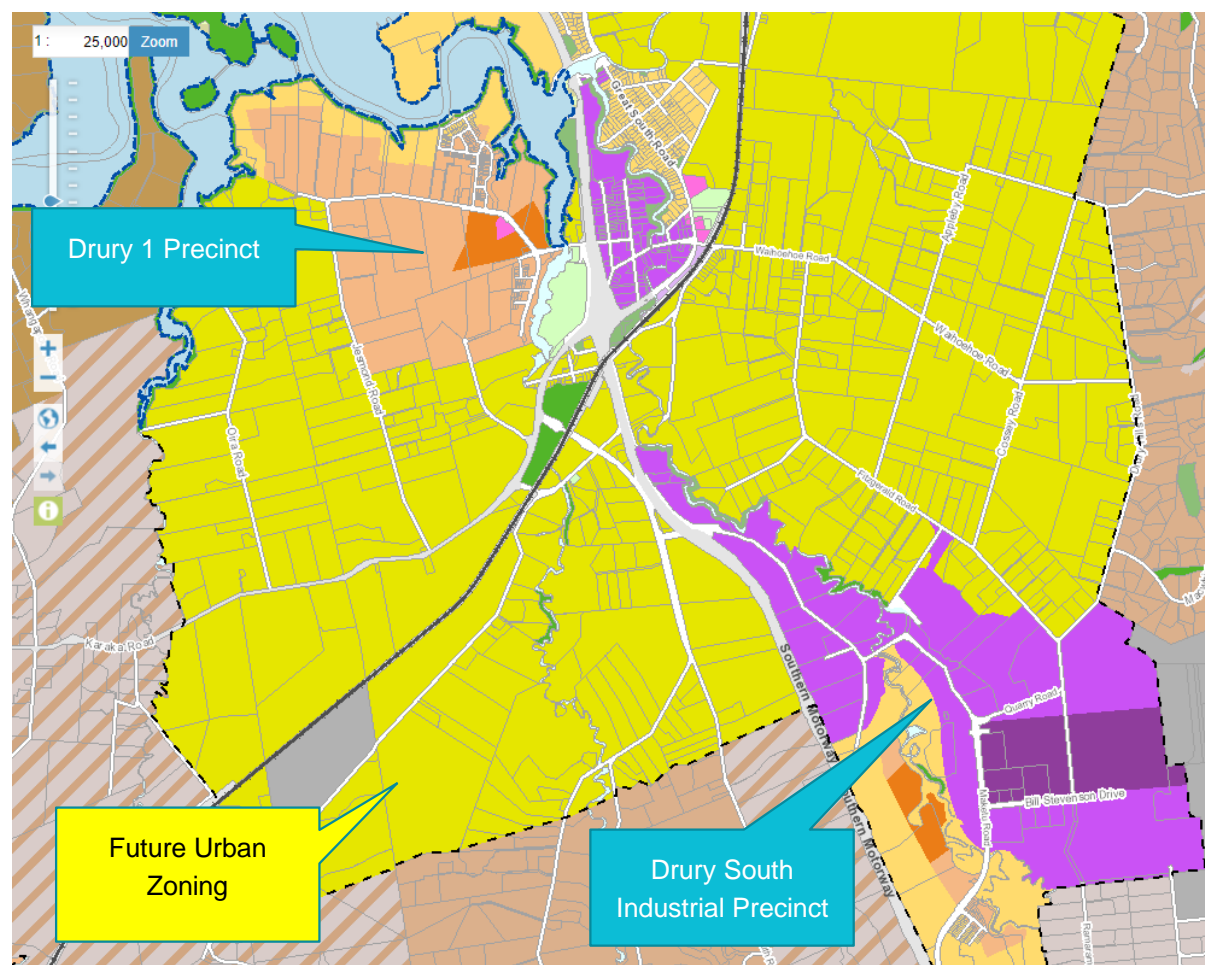 1 : 25,000 Zoom
Great South Road
Appleby Road
Drury 1 Precinct
Waihoehoe Road
Waihoehoe Road
Jesmond Road
Oira Road
Cossey Road
Fitzgerald Road
Karaka Road
Southern Motorway
Quarry Road
Bill Stevenson Drive
Maketu Road
Southern Motorway
Future Urban
Zoning
Drury South
Industrial Precinct